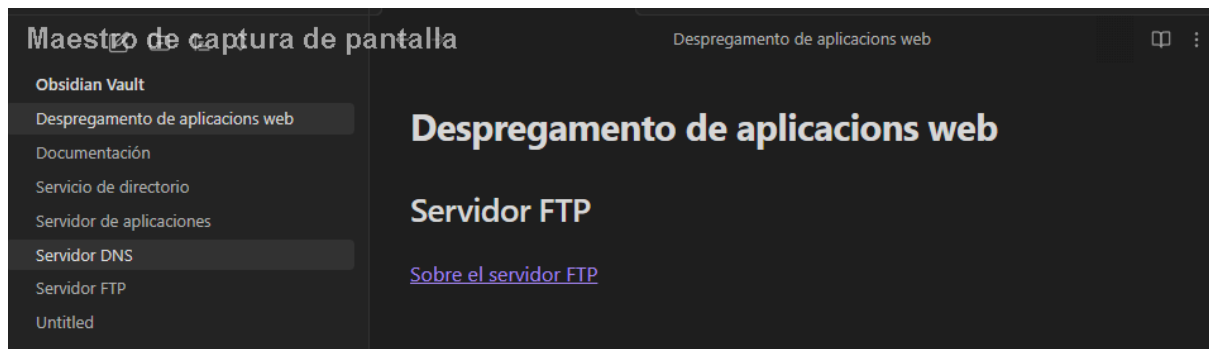 Maestro de captura de pantalla
Despregamento de aplicacions web
Obsidian Vault
Despregamento de aplicacions web
Documentación
Servicio de directorio
Servidor de aplicaciones
Servidor DNS
Servidor FTP
Untitled
Despregamento de aplicacions web
Servidor FTP
Sobre el servidor FTP